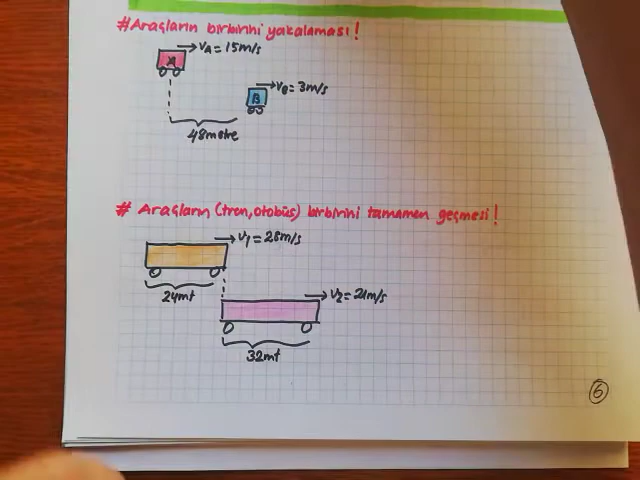 #Araçların birbirini yakalaması!
VA = 15m/s
A
VB = 3m/s
B
48metre
# Araçların (tren, otobüs) birbirini tamamen geçmesi!
V1 = 28m/s
24mt
V2 = 21m/s
32mt
6